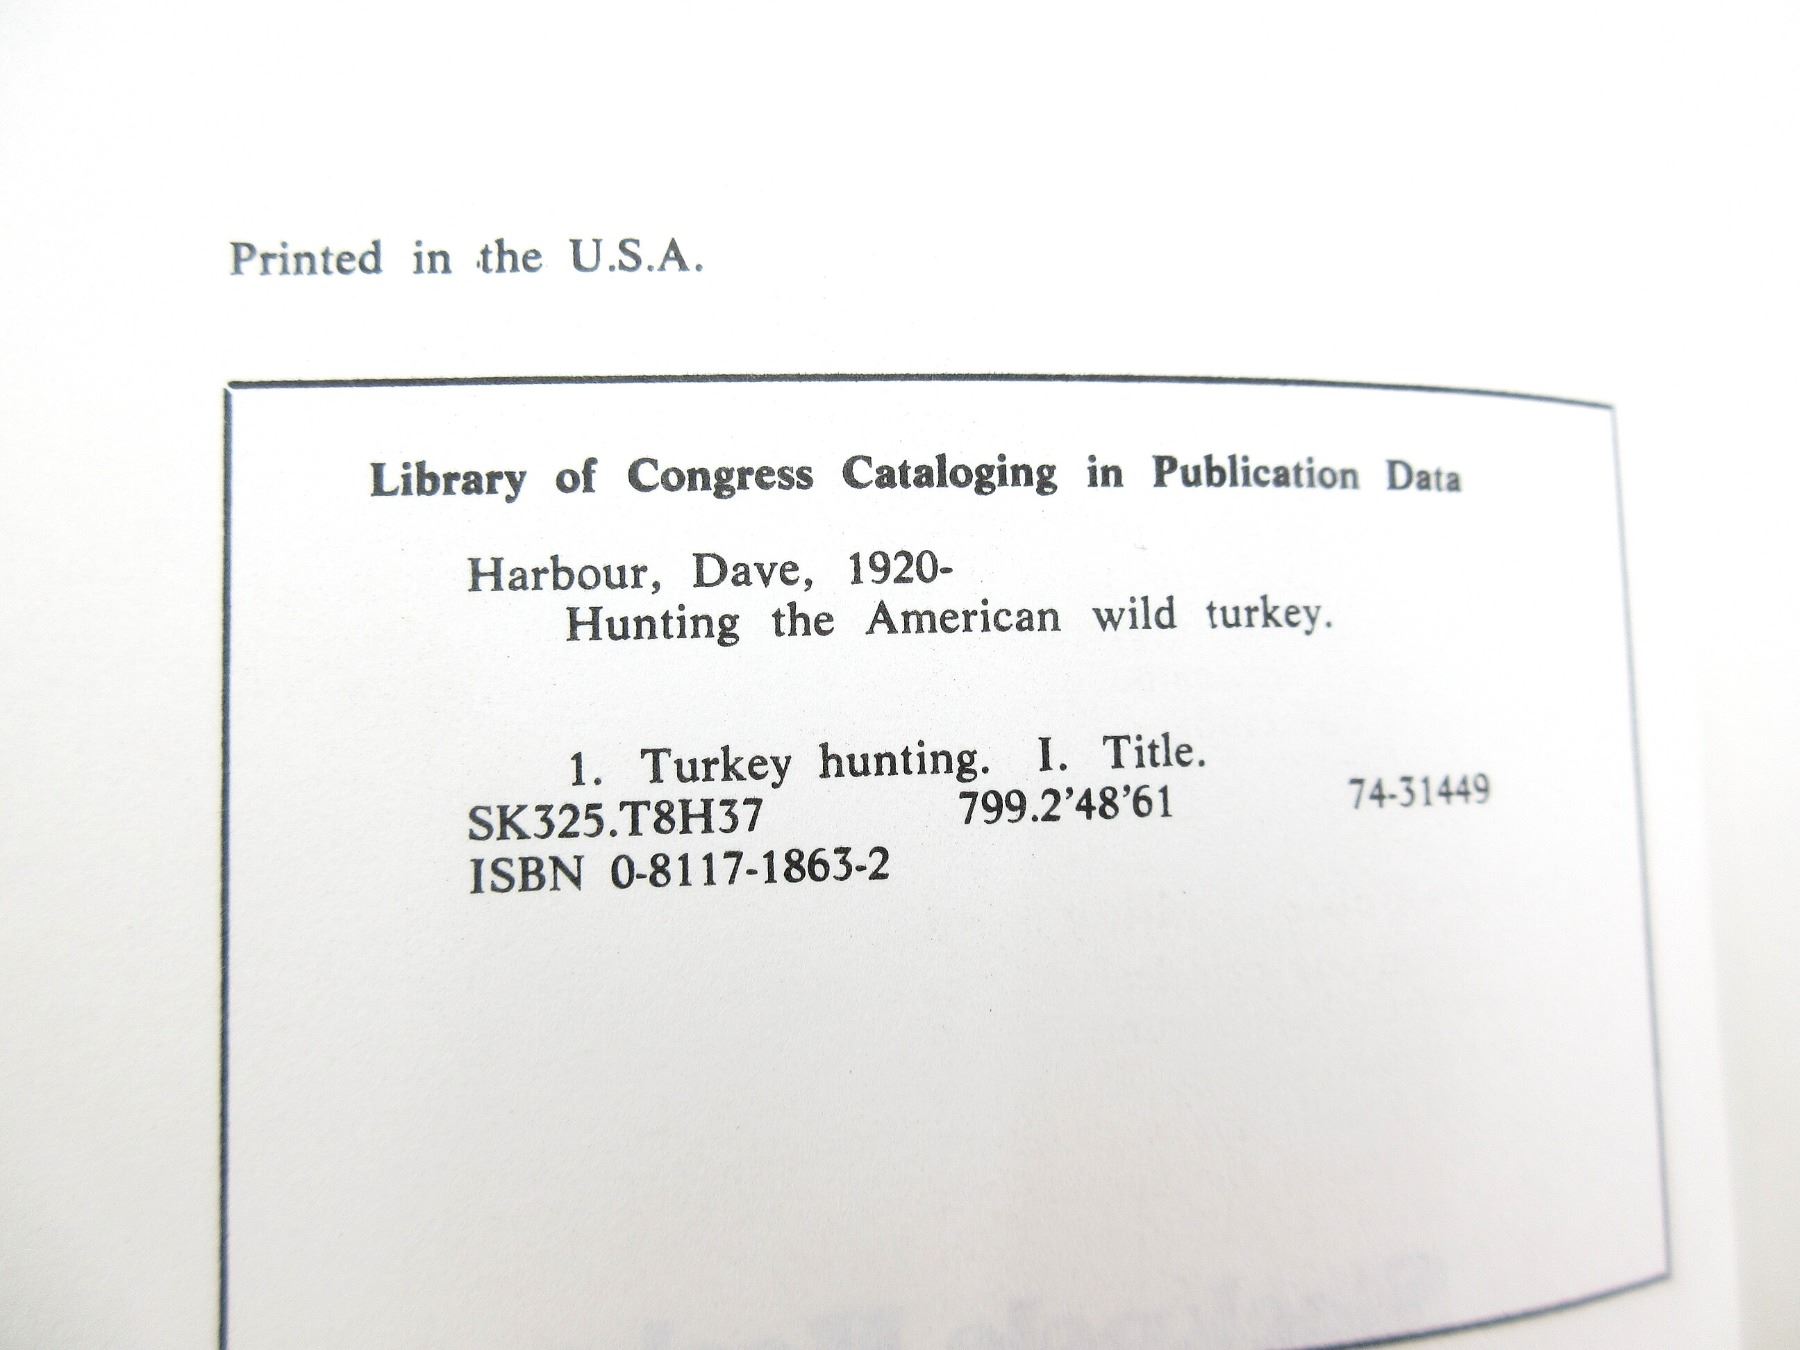 Printed in the U.S.A.
Library of Congress Cataloging in Publication Data
Harbour, Dave, 1920-
Hunting the American wild turkey.
1. Turkey hunting. I. Title.
SK325.T8H37 799.2'48'61 74-31449
ISBN 0-8117-1863-2